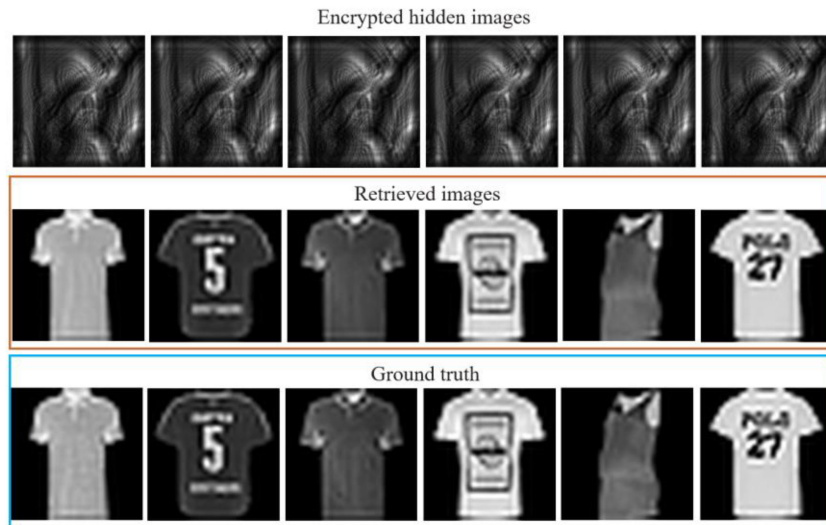 Encrypted hidden images
Retrieved images
5
POLO
27
Ground truth
5
POLO
27